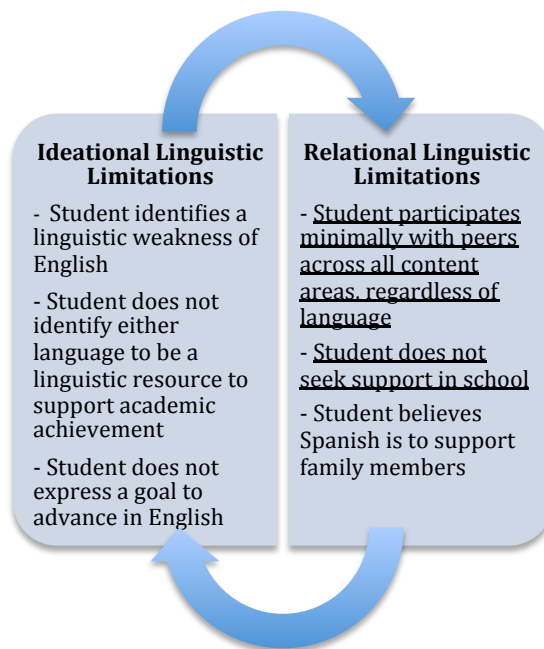 Ideational Linguistic
Limitations
- Student identifies a
linguistic weakness of
English
- Student does not
identify either
language to be a
linguistic resource to
support academic
achievement
- Student does not
express a goal to
advance in English
Relational Linguistic
Limitations
- Student participates
minimally with peers
across all content
areas, regardless of
language
- Student does not
seek support in school
- Student believes
Spanish is to support
family members